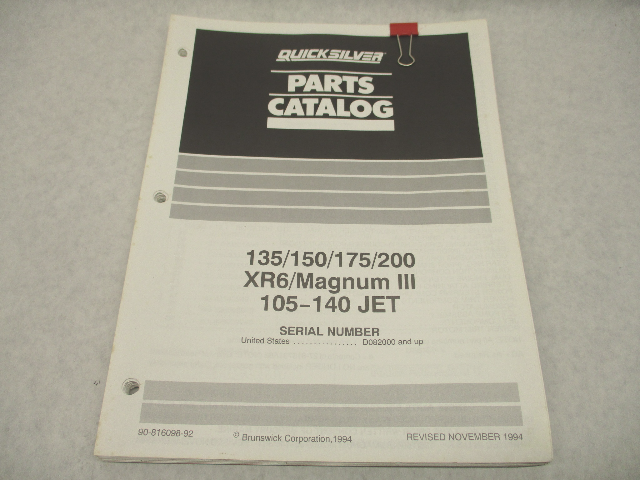 QUICKSILVER
PARTS
CATALOG
135/150/175/200
XR6/Magnum III
105-140 JET
SERIAL NUMBER
United States ................ D082000 and up
90-816098-92 © Brunswick Corporation,1994 REVISED NOVEMBER 1994